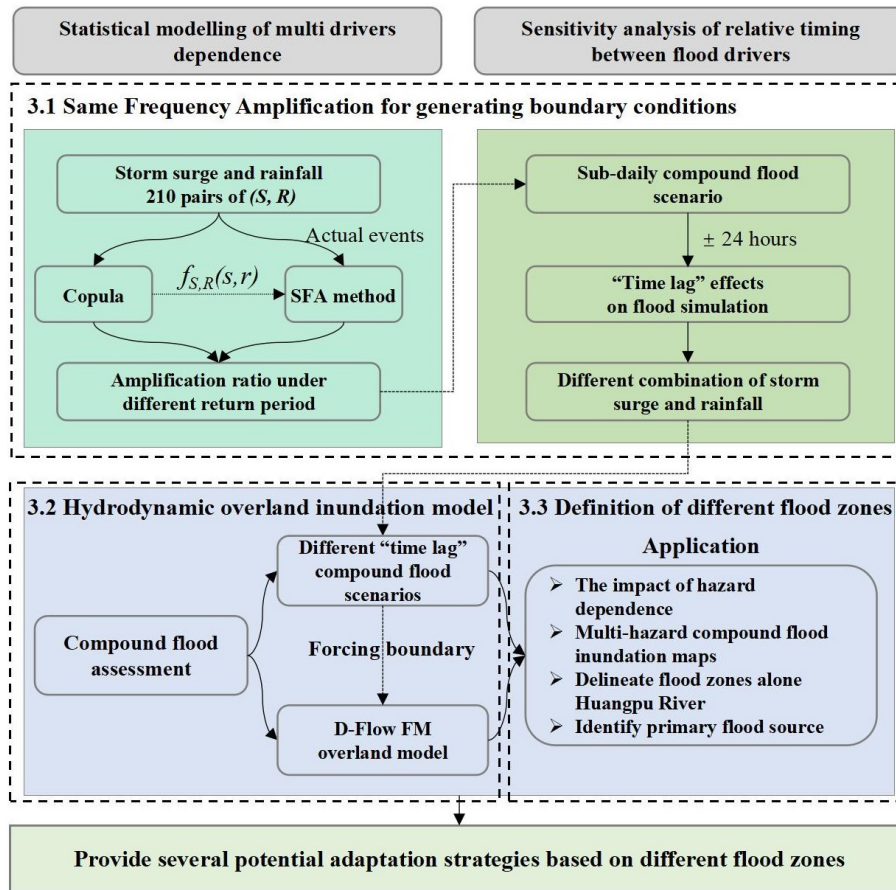 Statistical modelling of multi drivers
dependence
Sensitivity analysis of relative timing
between flood drivers
3.1 Same Frequency Amplification for generating boundary conditions
Storm surge and rainfall
210 pairs of (S, R)
Actual events
Copula
f_{S,R}(s,r)
SFA method
Amplification ratio under
different return period
Sub-daily compound flood
scenario
± 24 hours
“Time lag” effects
on flood simulation
Different combination of storm
surge and rainfall
3.2 Hydrodynamic overland inundation model
Compound flood
assessment
Different “time lag”
compound flood
scenarios
Forcing boundary
D-Flow FM
overland model
3.3 Definition of different flood zones
Application
➢ The impact of hazard
dependence
➢ Multi-hazard compound flood
inundation maps
➢ Delineate flood zones alone
Huangpu River
➢ Identify primary flood source
Provide several potential adaptation strategies based on different flood zones